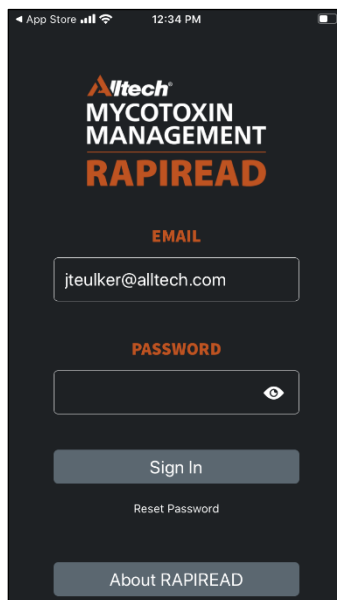 ◀ App Store 12:34 PM
Alltech®
MYCOTOXIN
MANAGEMENT
RAPIREAD
EMAIL
jteulker@alltech.com
PASSWORD
Sign In
Reset Password
About RAPIREAD